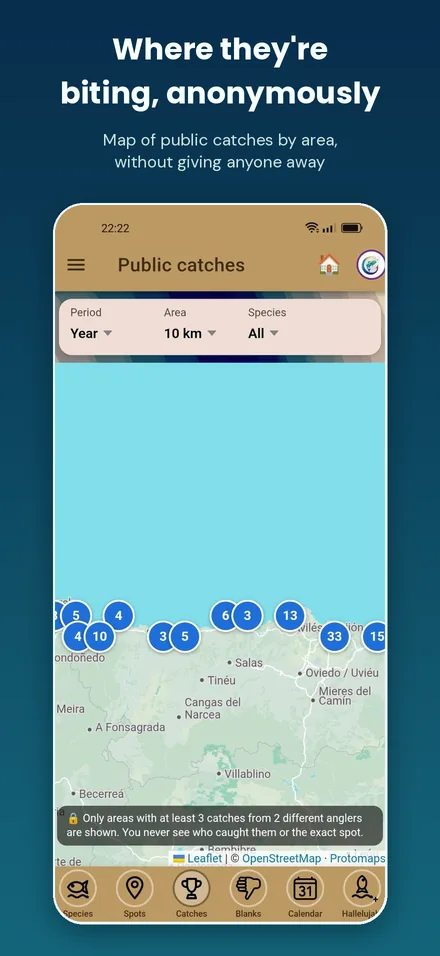 Where they're
biting, anonymously
Map of public catches by area,
without giving anyone away
22:22
Public catches
Period
Area
Species
Year
10 km
All
5
4
6
3
13
4
10
3
5
33
15
Salas
Oviedo / Uviéu
Tinéu
Mieres del
Camín
Cangas del
Narcea
Meira
A Fonsagrada
Villablino
Becerreá
🔒 Only areas with at least 3 catches from 2 different anglers
are shown. You never see who caught them or the exact spot.
Bembibre
Leaflet | © OpenStreetMap · Protomaps
Species
Spots
Catches
31
Blanks
Calendar